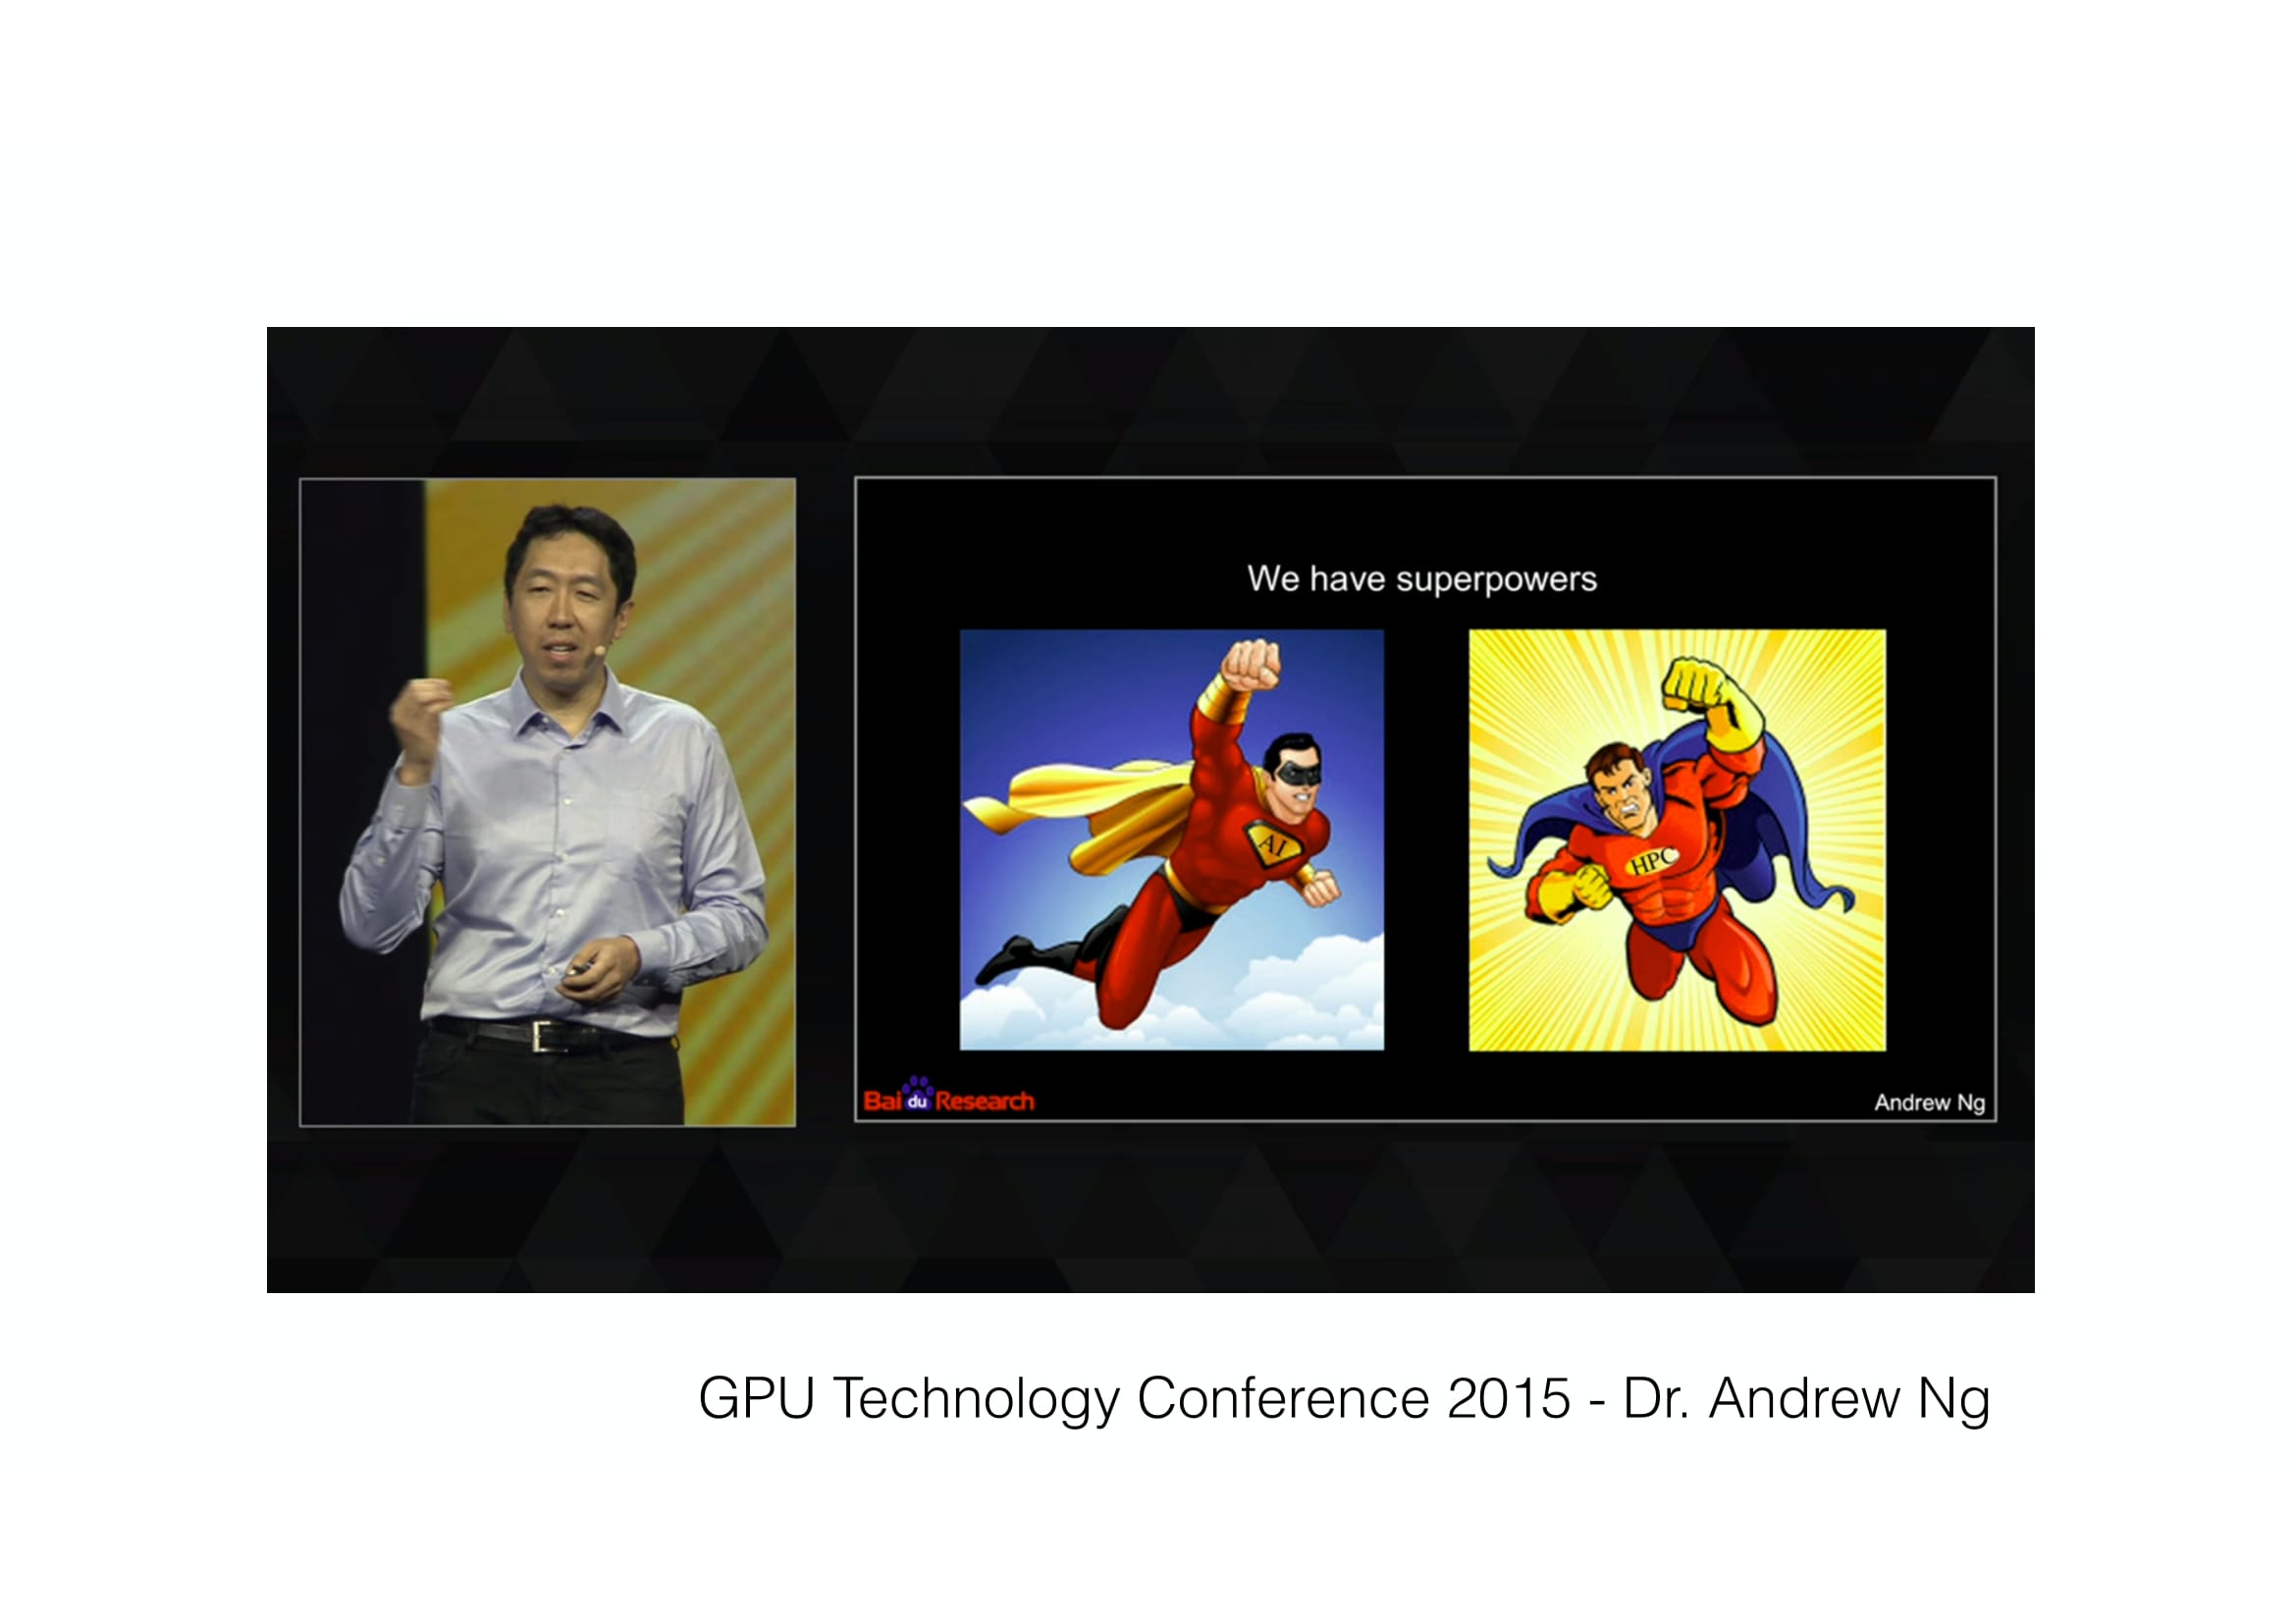 We have superpowers
AI
HPC
Bai du Research
Andrew Ng
GPU Technology Conference 2015 - Dr. Andrew Ng